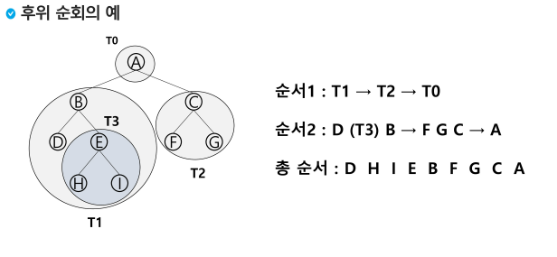 후위 순회의 예
T0
A
B
C
T3
D
E
F
G
H
I
T2
T1
순서1 : T1 → T2 → T0
순서2 : D (T3) B → F G C → A
총 순서 : D H I E B F G C A